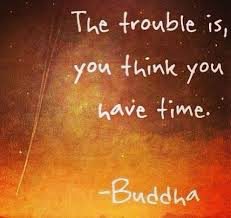 The trouble is,
you think you
have time.
-Buddha